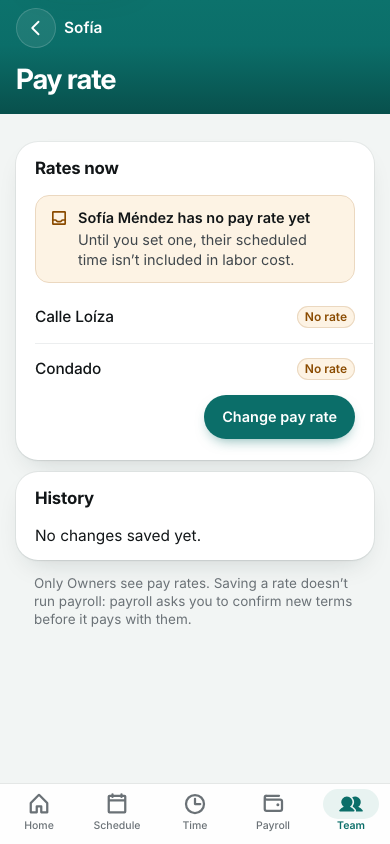 Sofía
Pay rate
Rates now
Sofía Méndez has no pay rate yet
Until you set one, their scheduled
time isn’t included in labor cost.
Calle Loíza
No rate
Condado
No rate
Change pay rate
History
No changes saved yet.
Only Owners see pay rates. Saving a rate doesn’t
run payroll: payroll asks you to confirm new terms
before it pays with them.
Home
Schedule
Time
Payroll
Team